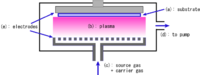 (a): substrate
(e): electrodes
(b): plasma
(d): to pump
(c): source gas
+ carrier gas